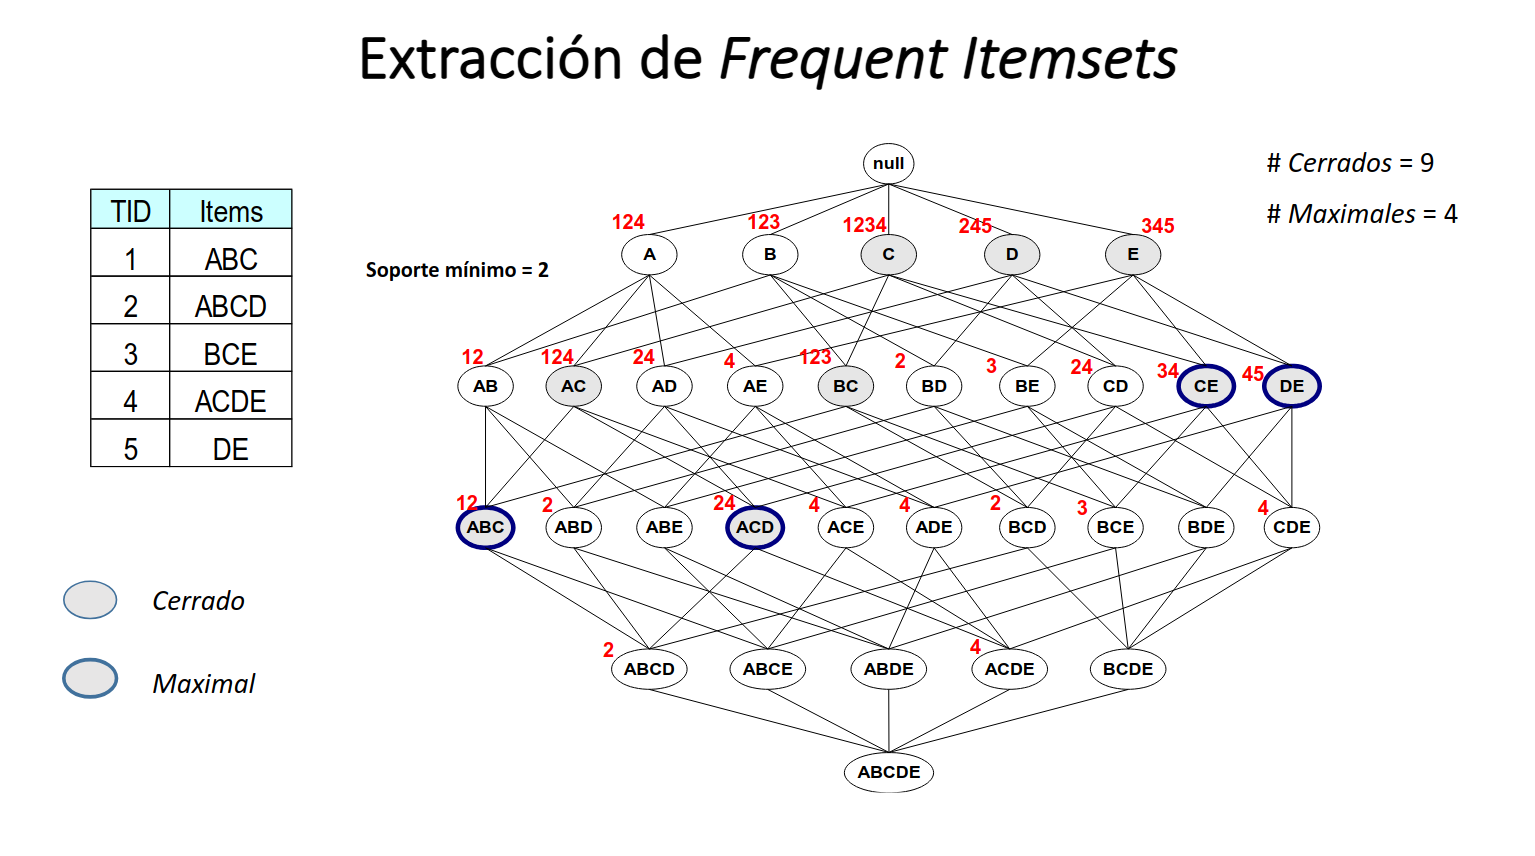 Extracción de Frequent Itemsets
# Cerrados = 9
# Maximales = 4
TID Items
1 ABC
2 ABCD
3 BCE
4 ACDE
5 DE
Soporte mínimo = 2
null
124 123 1234 245 345
A B C D E
12 124 24 4 123 2 3 24 34 45
AB AC AD AE BC BD BE CD CE DE
12 2 24 4 4 2 3 4
ABC ABD ABE ACD ACE ADE BCD BCE BDE CDE
2 4
ABCD ABCE ABDE ACDE BCDE
ABCDE
Cerrado
Maximal